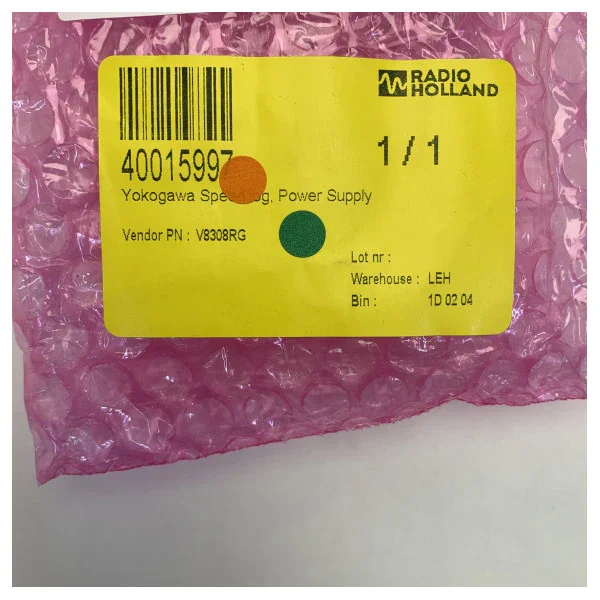 RADIO
HOLLAND
1 / 1
40015997
Yokogawa Power Supply
Vendor PN : V8308RG
Lot nr :
Warehouse : LEH
Bin : 1D 02 04